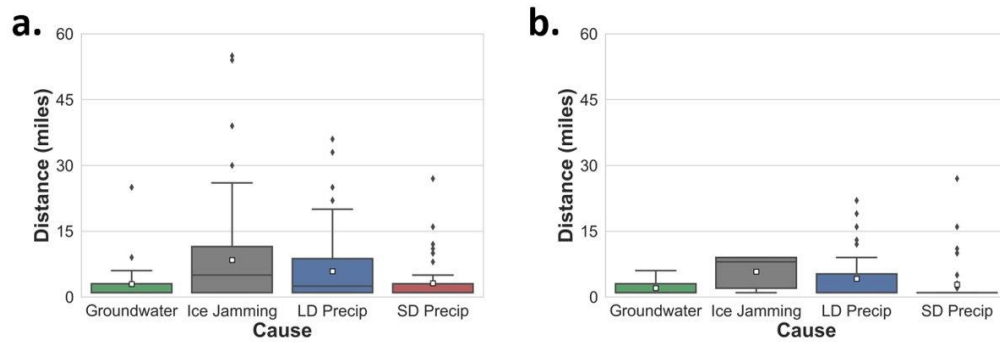 a.
60
45
30
15
0
Distance (miles)
Groundwater Ice Jamming LD Precip SD Precip
Cause
b.
60
45
30
15
0
Distance (miles)
Groundwater Ice Jamming LD Precip SD Precip
Cause